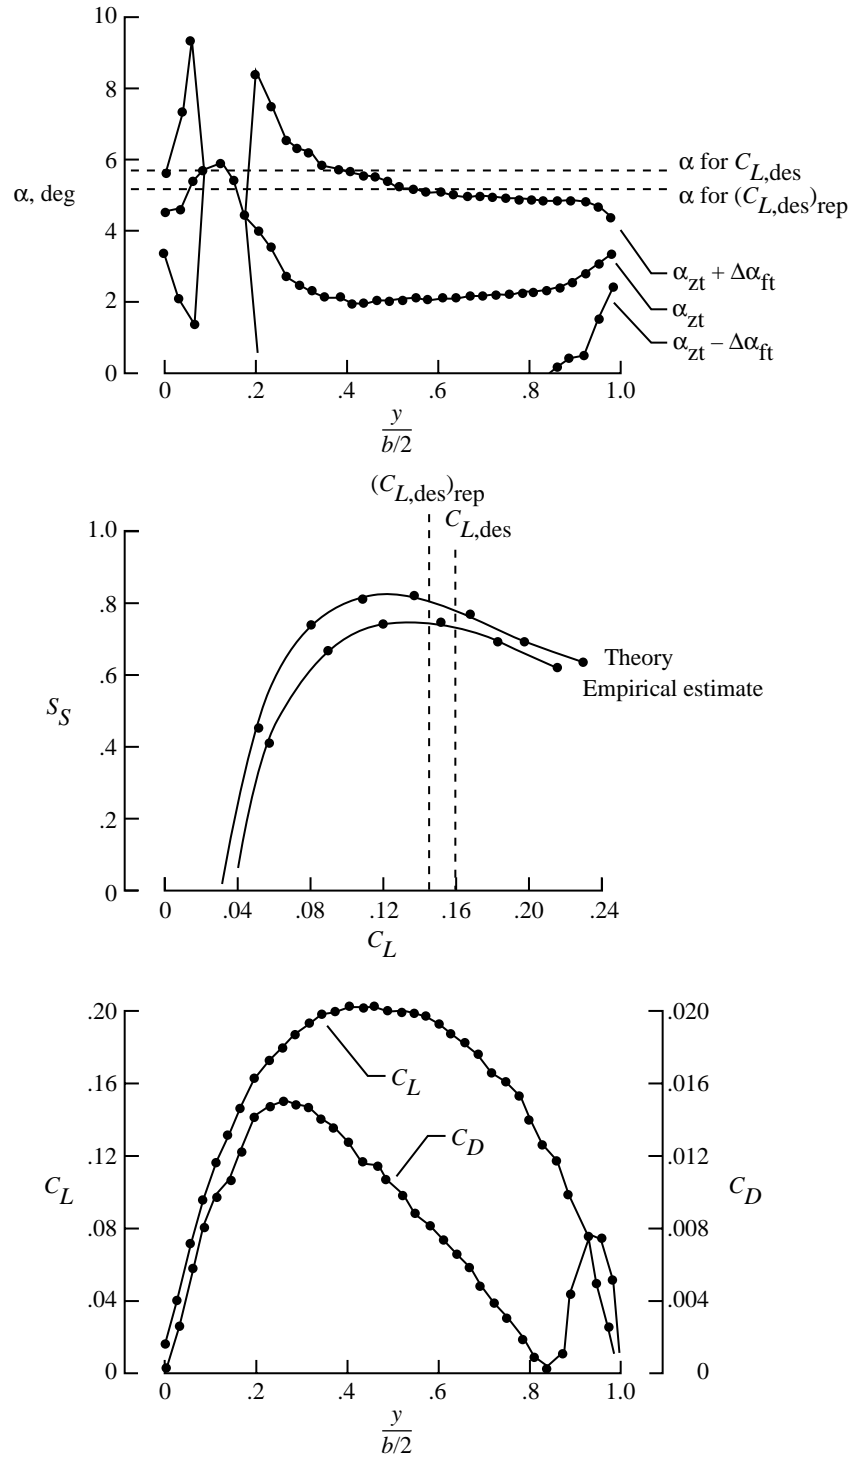 10
8
6
4
2
0
α, deg
α for C_L,des
α for (C_L,des)_rep
α_zt + Δα_ft
α_zt
α_zt – Δα_ft
0 .2 .4 .6 .8 1.0
y
b/2
(C_L,des)_rep
C_L,des
1.0
.8
.6
.4
.2
0
S_S
Theory
Empirical estimate
0 .04 .08 .12 .16 .20 .24
C_L
.20
.16
.12
.08
.04
0
C_L
C_L
C_D
.020
.016
.012
.008
.004
0
C_D
0 .2 .4 .6 .8 1.0
y
b/2